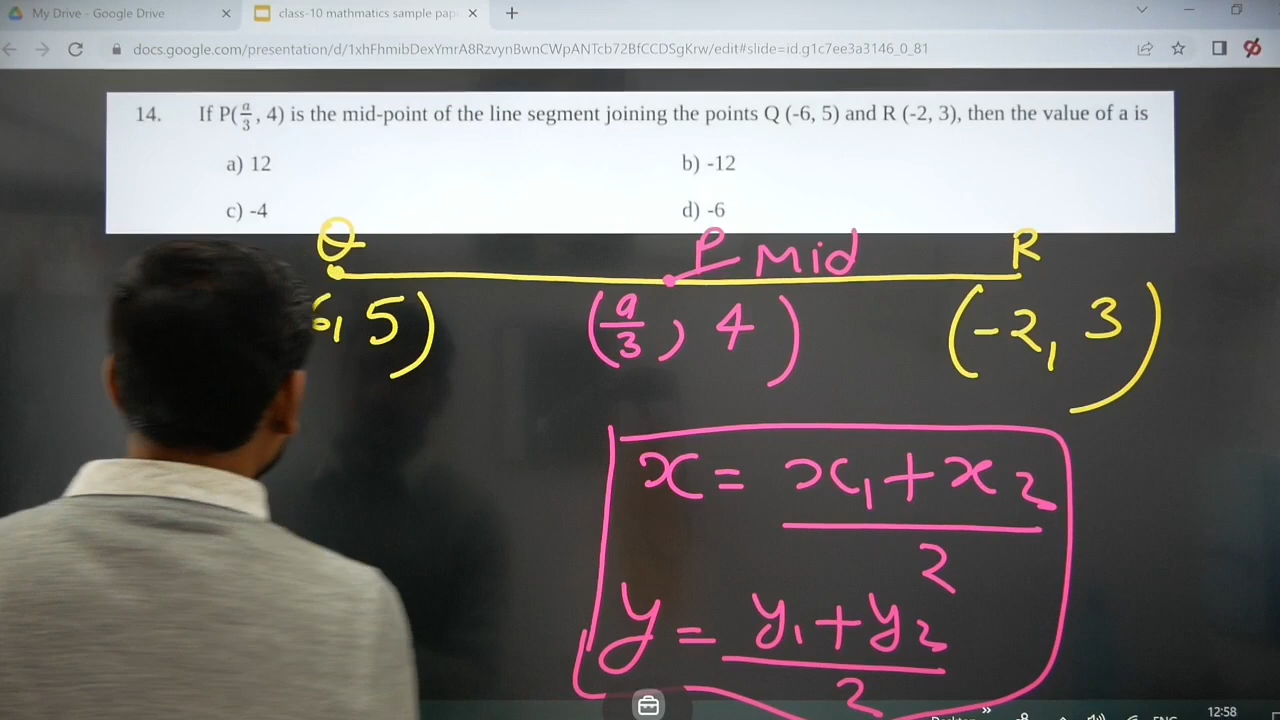 My Drive - Google Drive
class-10 mathmatics sample pap
docs.google.com/presentation/d/1xhFhmibDexYmrA8RzvynBwnCWpANTcb72BfCCDSgKrw/edit#slide=id.g1c7ee3a3146_0_81
14. If P(a/3, 4) is the mid-point of the line segment joining the points Q (-6, 5) and R (-2, 3), then the value of a is
a) 12 b) -12
c) -4 d) -6
Q P Mid R
6, 5) (a/3, 4) (-2, 3)
x = x₁+x₂/2
y = y₁+y₂/2
12:58